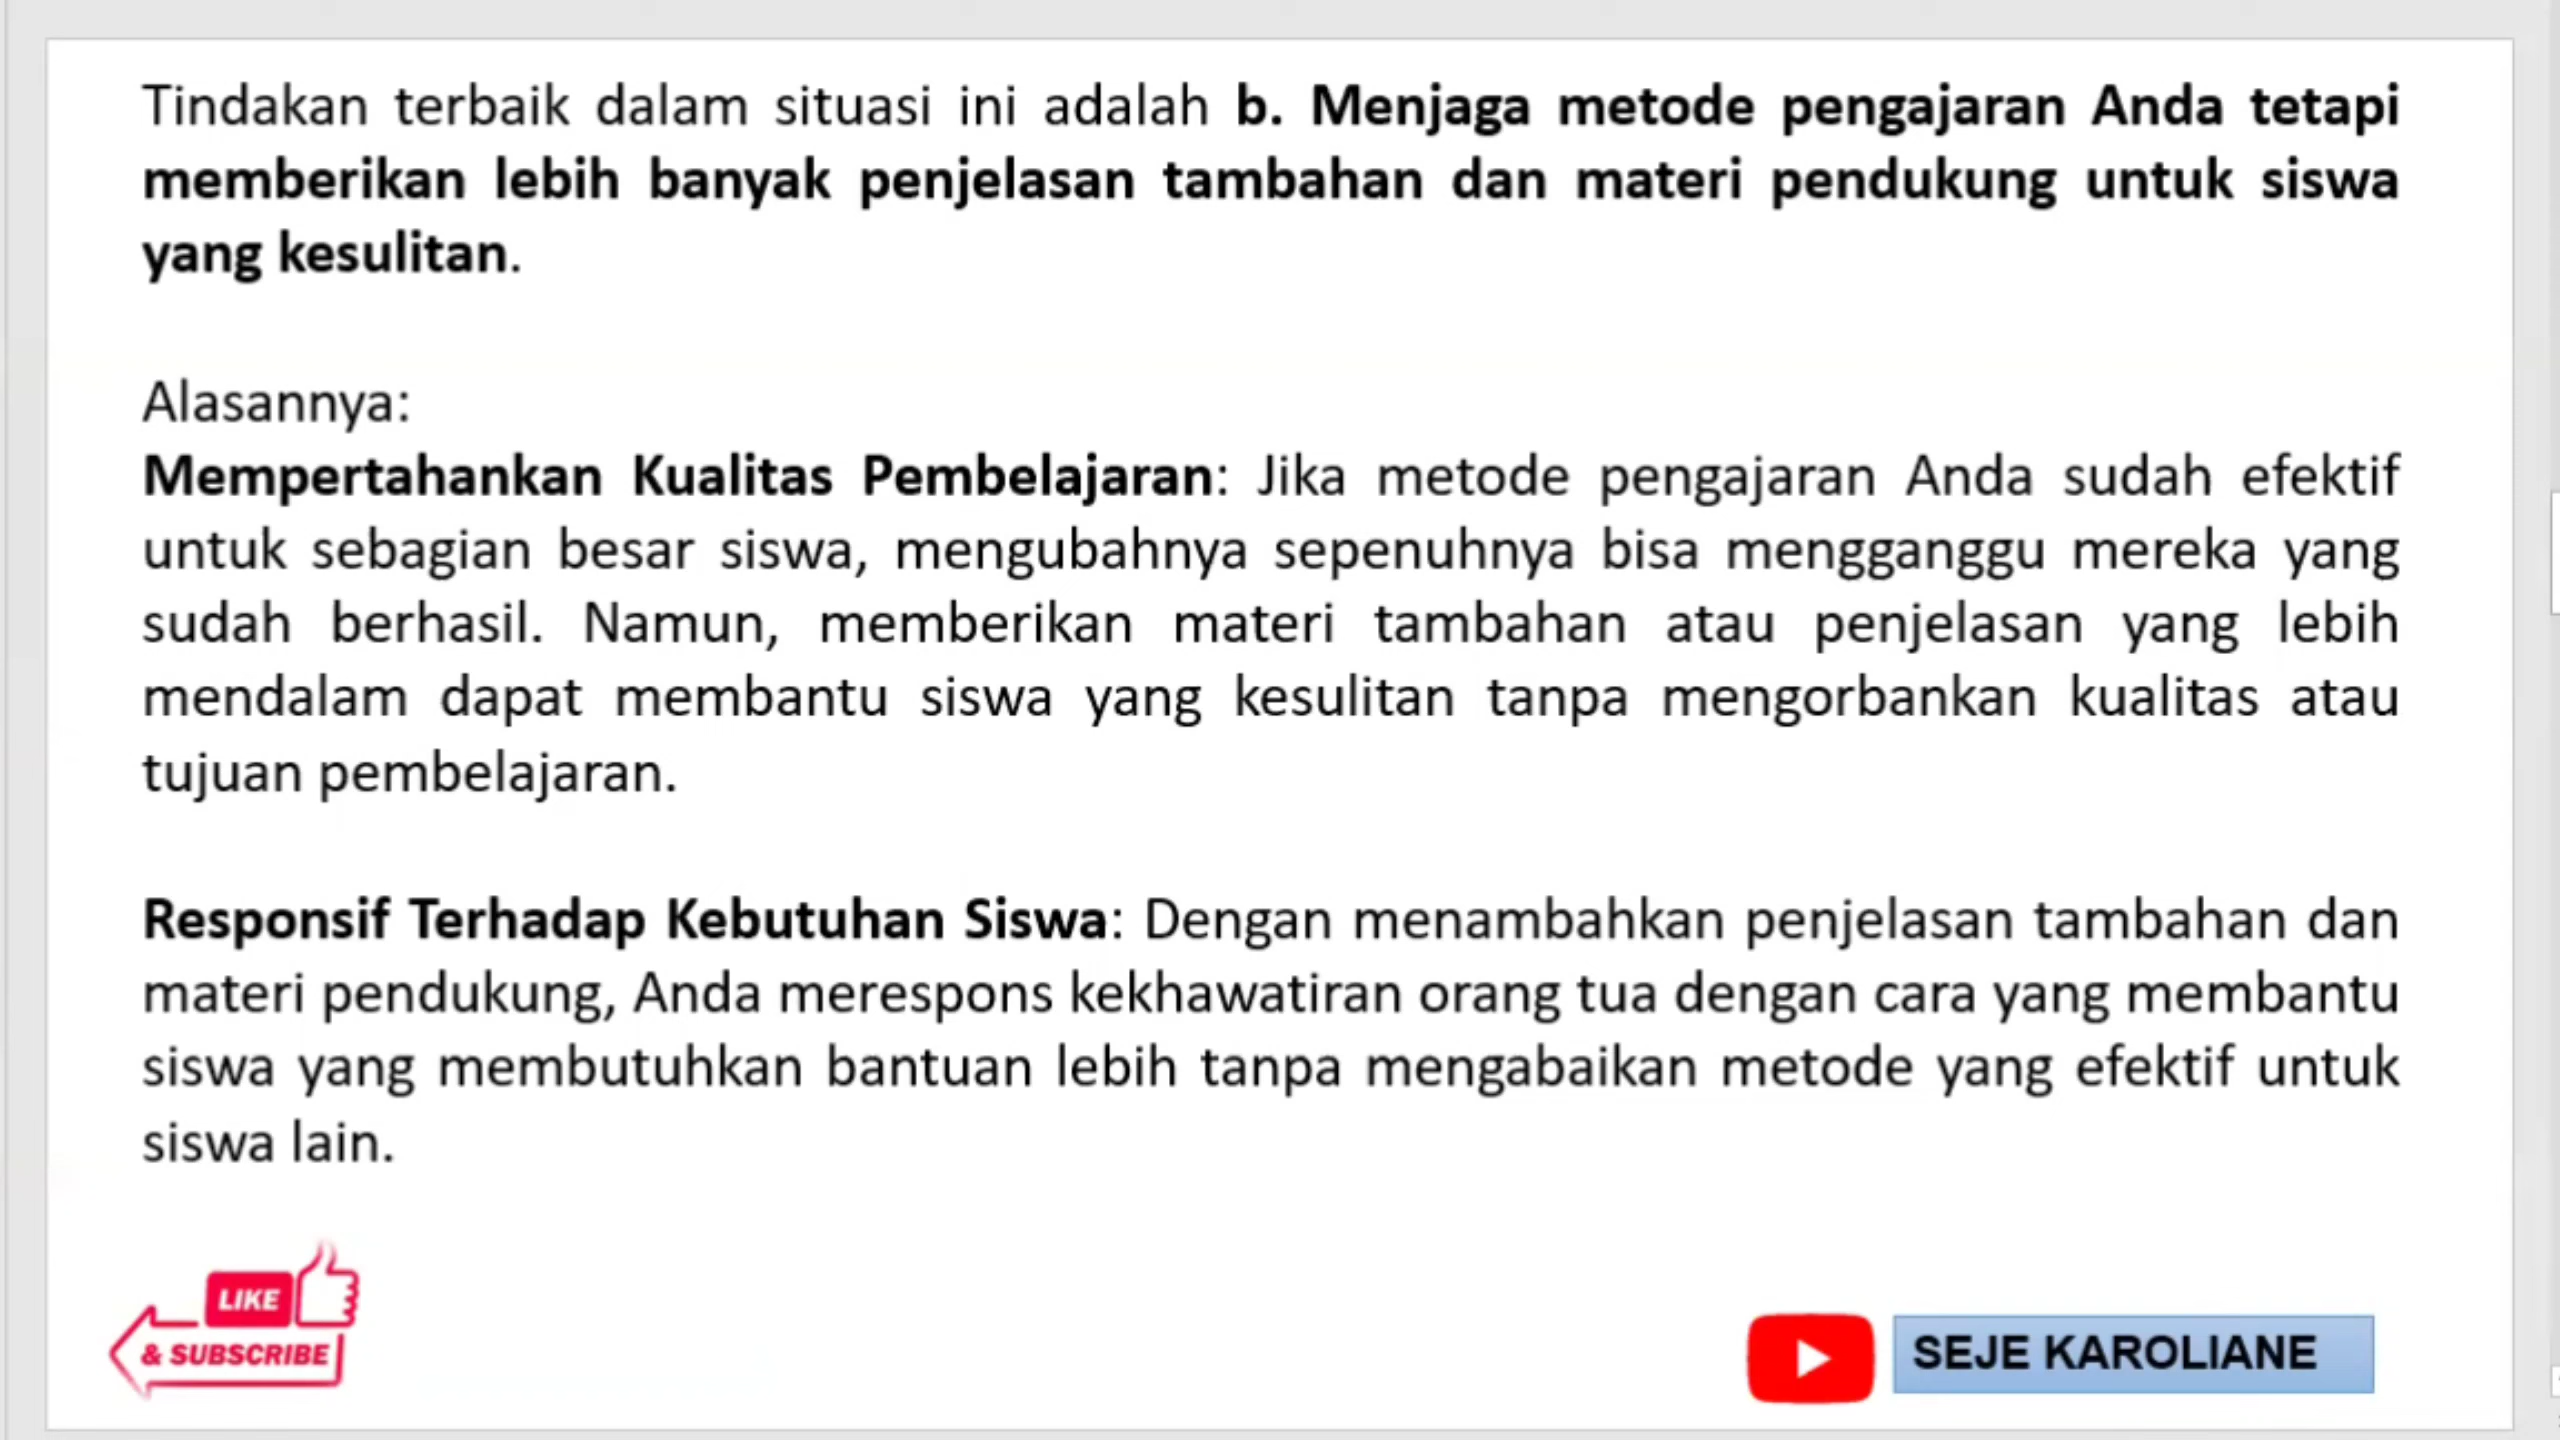 Tindakan terbaik dalam situasi ini adalah b. Menjaga metode pengajaran Anda tetapi
memberikan lebih banyak penjelasan tambahan dan materi pendukung untuk siswa
yang kesulitan.
Alasannya:
Mempertahankan Kualitas Pembelajaran: Jika metode pengajaran Anda sudah efektif
untuk sebagian besar siswa, mengubahnya sepenuhnya bisa mengganggu mereka yang
sudah berhasil. Namun, memberikan materi tambahan atau penjelasan yang lebih
mendalam dapat membantu siswa yang kesulitan tanpa mengorbankan kualitas atau
tujuan pembelajaran.
Responsif Terhadap Kebutuhan Siswa: Dengan menambahkan penjelasan tambahan dan
materi pendukung, Anda merespons kekhawatiran orang tua dengan cara yang membantu
siswa yang membutuhkan bantuan lebih tanpa mengabaikan metode yang efektif untuk
siswa lain.
LIKE
& SUBSCRIBE
SEJE KAROLIANE